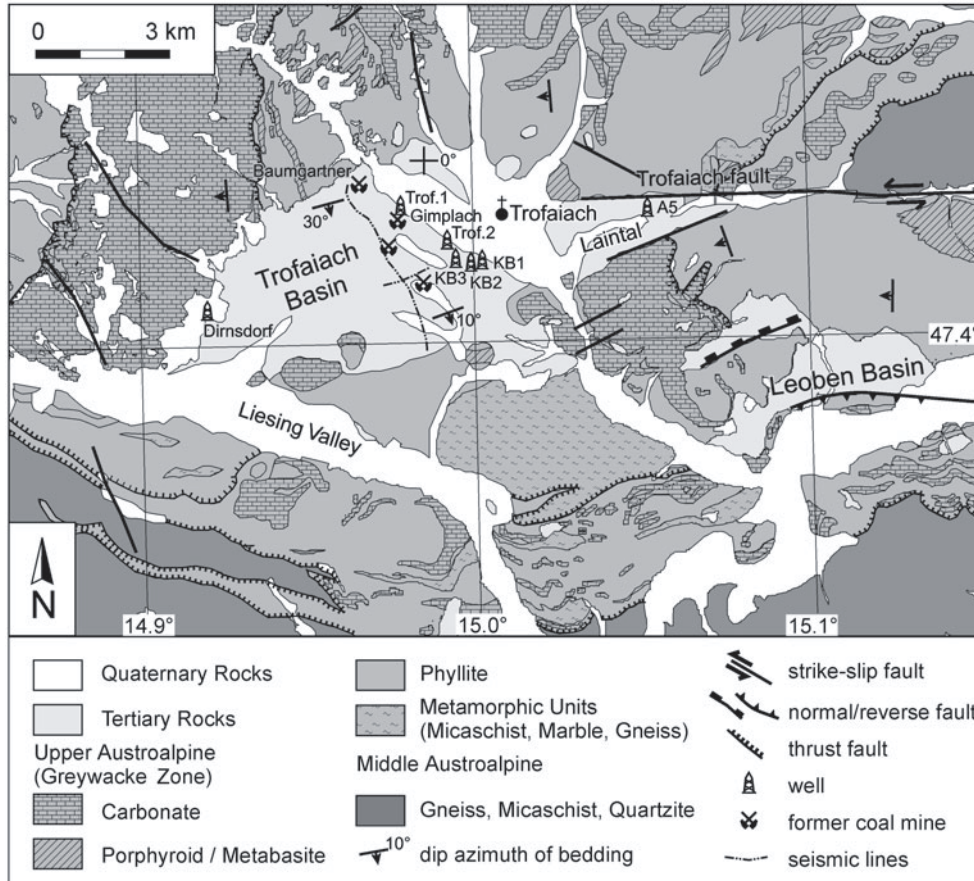 0 3 km
Baumgartner
0°
Trofaiach-fault
Trof.1
Gimplach
Trofaiach
A5
30°
Trof.2
Laintal
Trofaiach
Basin
KB1
KB3
KB2
10°
Dirnsdorf
47.4°
Leoben Basin
Liesing Valley
N
14.9° 15.0° 15.1°
Quaternary Rocks
Tertiary Rocks
Upper Austroalpine
(Greywacke Zone)
Carbonate
Porphyroid / Metabasite
Phyllite
Metamorphic Units
(Micaschist, Marble, Gneiss)
Middle Austroalpine
Gneiss, Micaschist, Quartzite
10° dip azimuth of bedding
strike-slip fault
normal/reverse fault
thrust fault
well
former coal mine
seismic lines